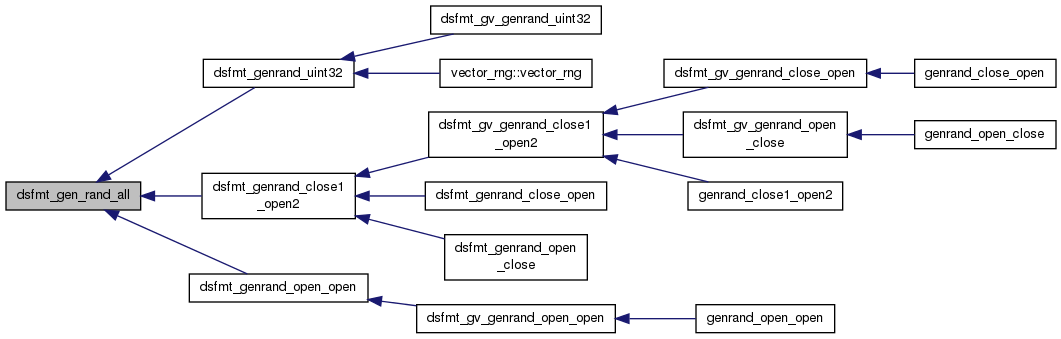 dsfmt_gv_genrand_uint32
dsfmt_genrand_uint32
vector_rng::vector_rng
dsfmt_gv_genrand_close_open
genrand_close_open
dsfmt_gv_genrand_close1
_open2
dsfmt_gv_genrand_open
_close
genrand_open_close
dsfmt_gen_rand_all
dsfmt_genrand_close1
_open2
dsfmt_genrand_close_open
genrand_close1_open2
dsfmt_genrand_open
_close
dsfmt_genrand_open_open
dsfmt_gv_genrand_open_open
genrand_open_open